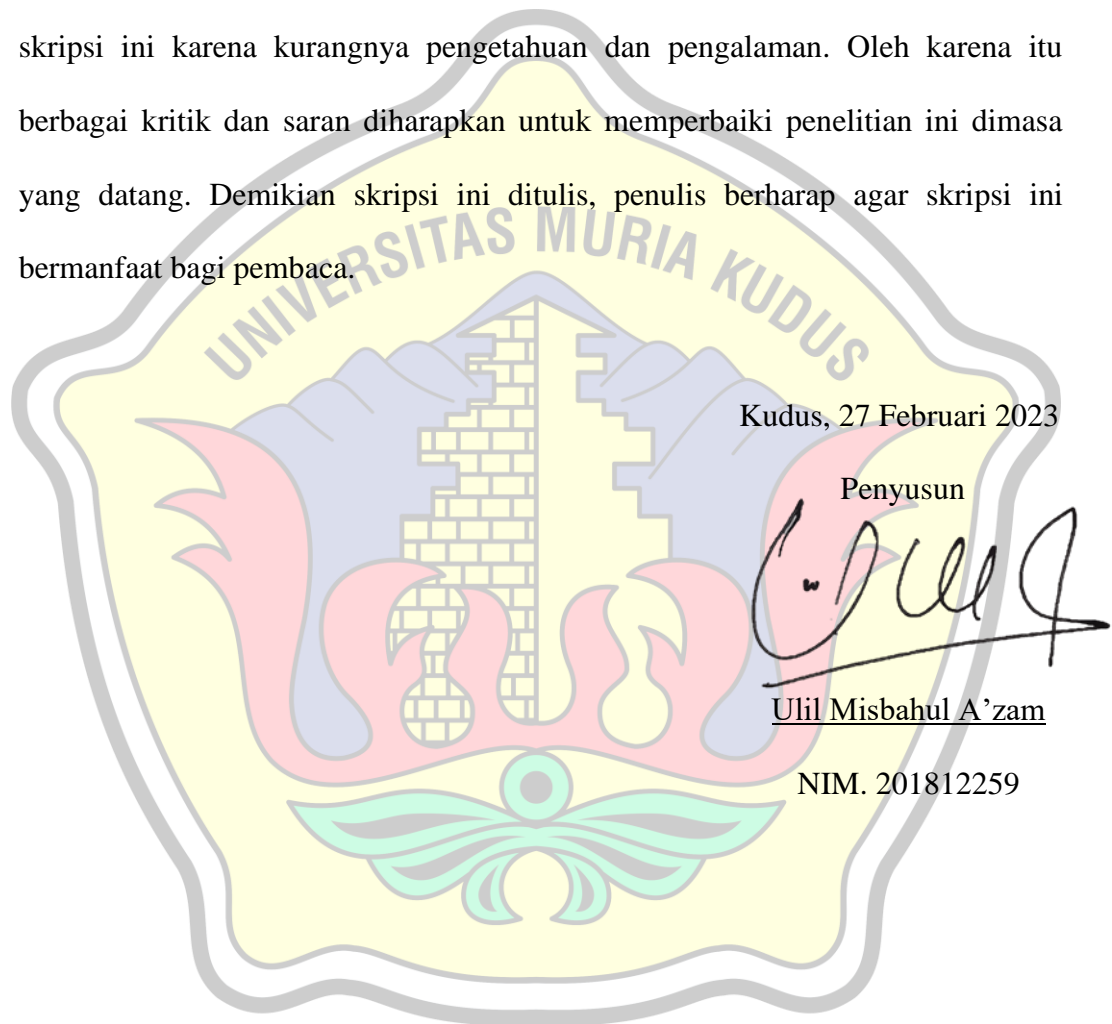 skripsi ini karena kurangnya pengetahuan dan pengalaman. Oleh karena itu
berbagai kritik dan saran diharapkan untuk memperbaiki penelitian ini dimasa
yang datang. Demikian skripsi ini ditulis, penulis berharap agar skripsi ini
bermanfaat bagi pembaca.
UNIVERSITAS MURIA KUDUS
Kudus, 27 Februari 2023
Penyusun
Ulil Misbahul A’zam
NIM. 201812259